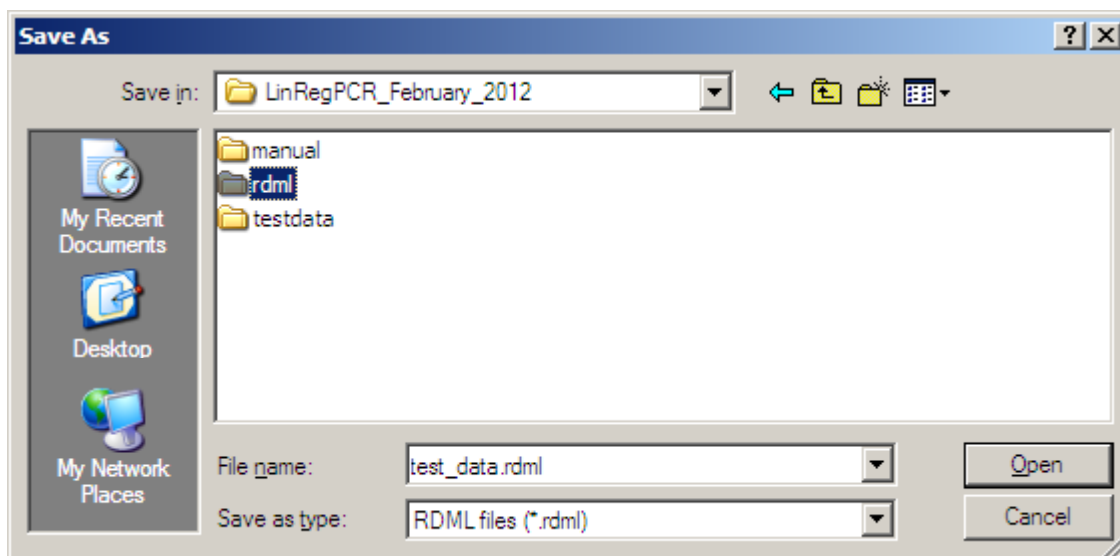 Save As
Save in: LinRegPCR_February_2012
manual
rdml
testdata
My Recent
Documents
Desktop
My Network
Places
File name: test_data.rdml Open
Save as type: RDML files (*.rdml) Cancel